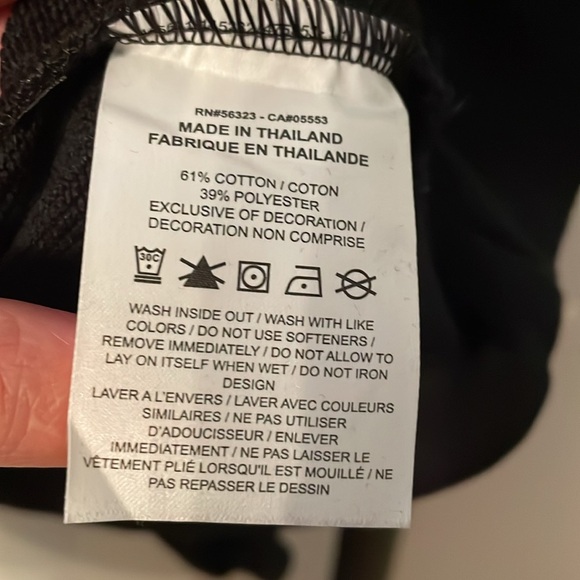 RN#56323 - CA#05553
MADE IN THAILAND
FABRIQUE EN THAILANDE
61% COTTON / COTON
39% POLYESTER
EXCLUSIVE OF DECORATION /
DECORATION NON COMPRISE
30C
WASH INSIDE OUT / WASH WITH LIKE
COLORS / DO NOT USE SOFTENERS /
REMOVE IMMEDIATELY / DO NOT ALLOW TO
LAY ON ITSELF WHEN WET / DO NOT IRON
DESIGN
LAVER A L'ENVERS / LAVER AVEC COULEURS
SIMILAIRES / NE PAS UTILISER
D'ADOUCISSEUR / ENLEVER
IMMEDIATEMENT / NE PAS LAISSER LE
VÊTEMENT PLIÉ LORSQU'IL EST MOUILLÉ / NE
PAS REPASSER LE DESSIN